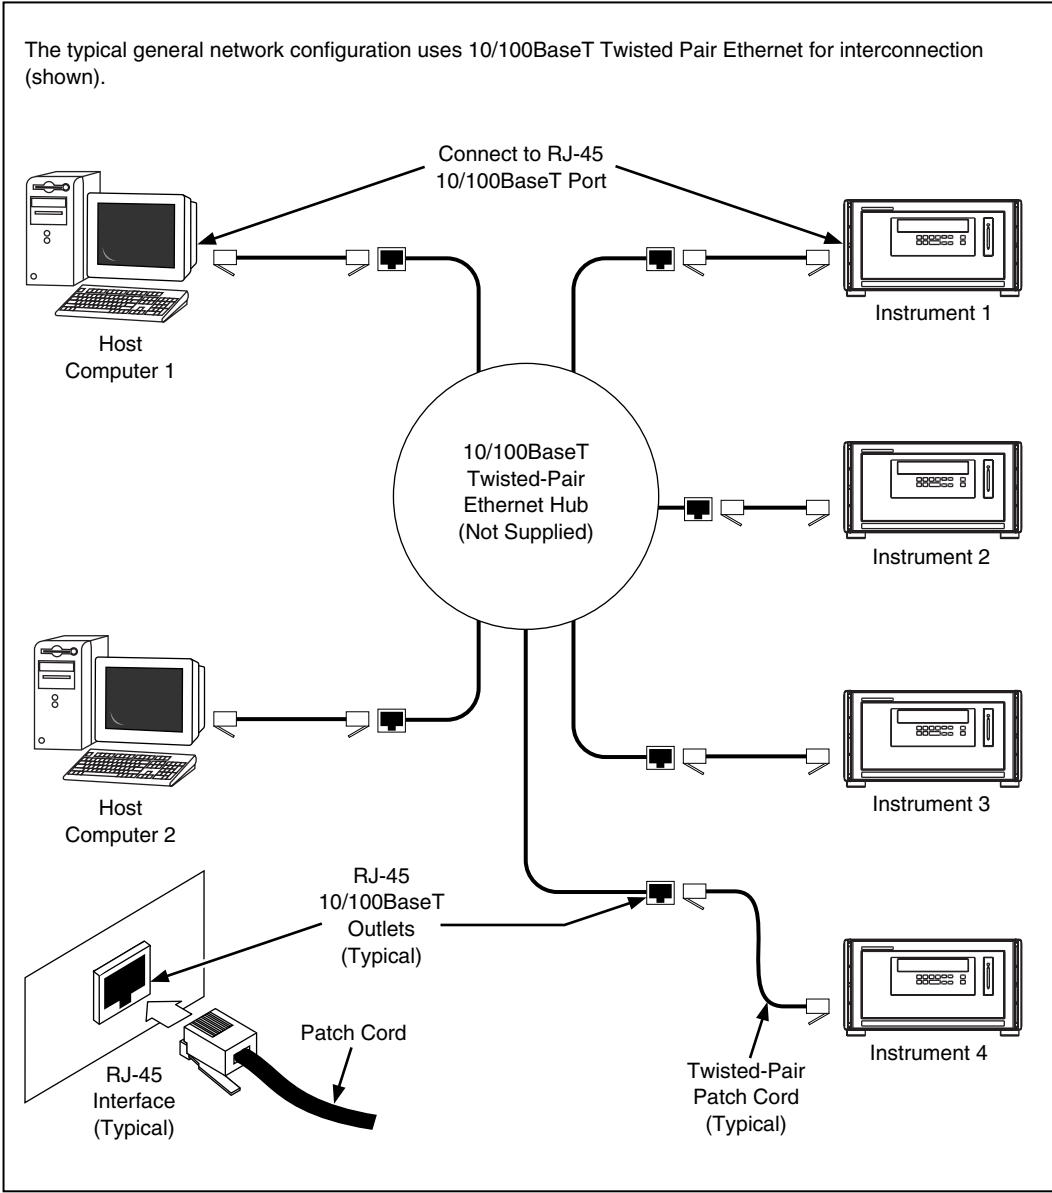 The typical general network configuration uses 10/100BaseT Twisted Pair Ethernet for interconnection
(shown).
Connect to RJ-45
10/100BaseT Port
Host
Computer 1
Instrument 1
10/100BaseT
Twisted-Pair
Ethernet Hub
(Not Supplied)
Instrument 2
Host
Computer 2
Instrument 3
RJ-45
10/100BaseT
Outlets
(Typical)
Patch Cord
RJ-45
Interface
(Typical)
Twisted-Pair
Patch Cord
(Typical)
Instrument 4